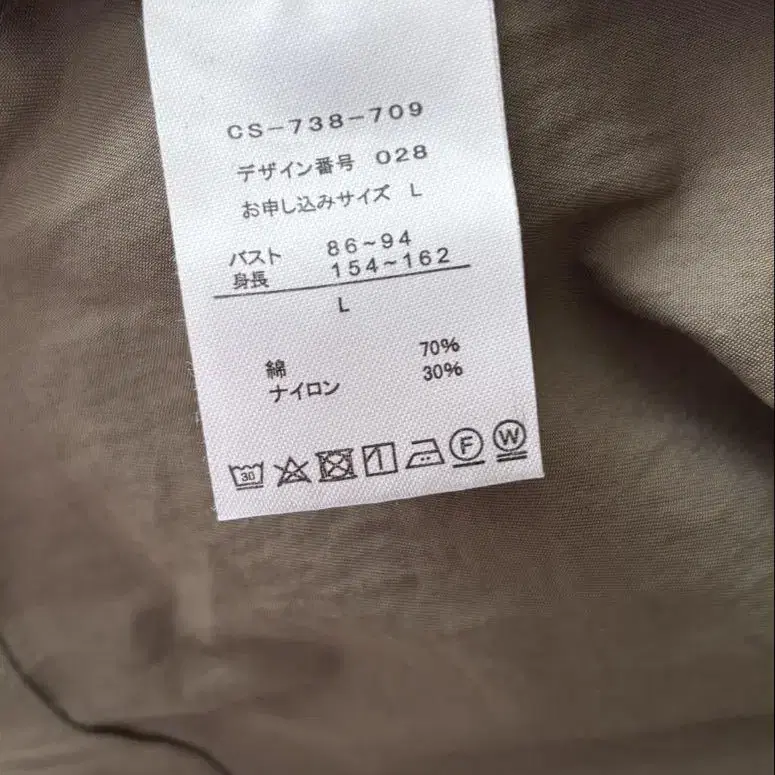 CS-738-709
デザイン番号 028
お申し込みサイズ L
バスト 86~94
身長 154~162
L
綿 70%
ナイロン 30%
30 F W